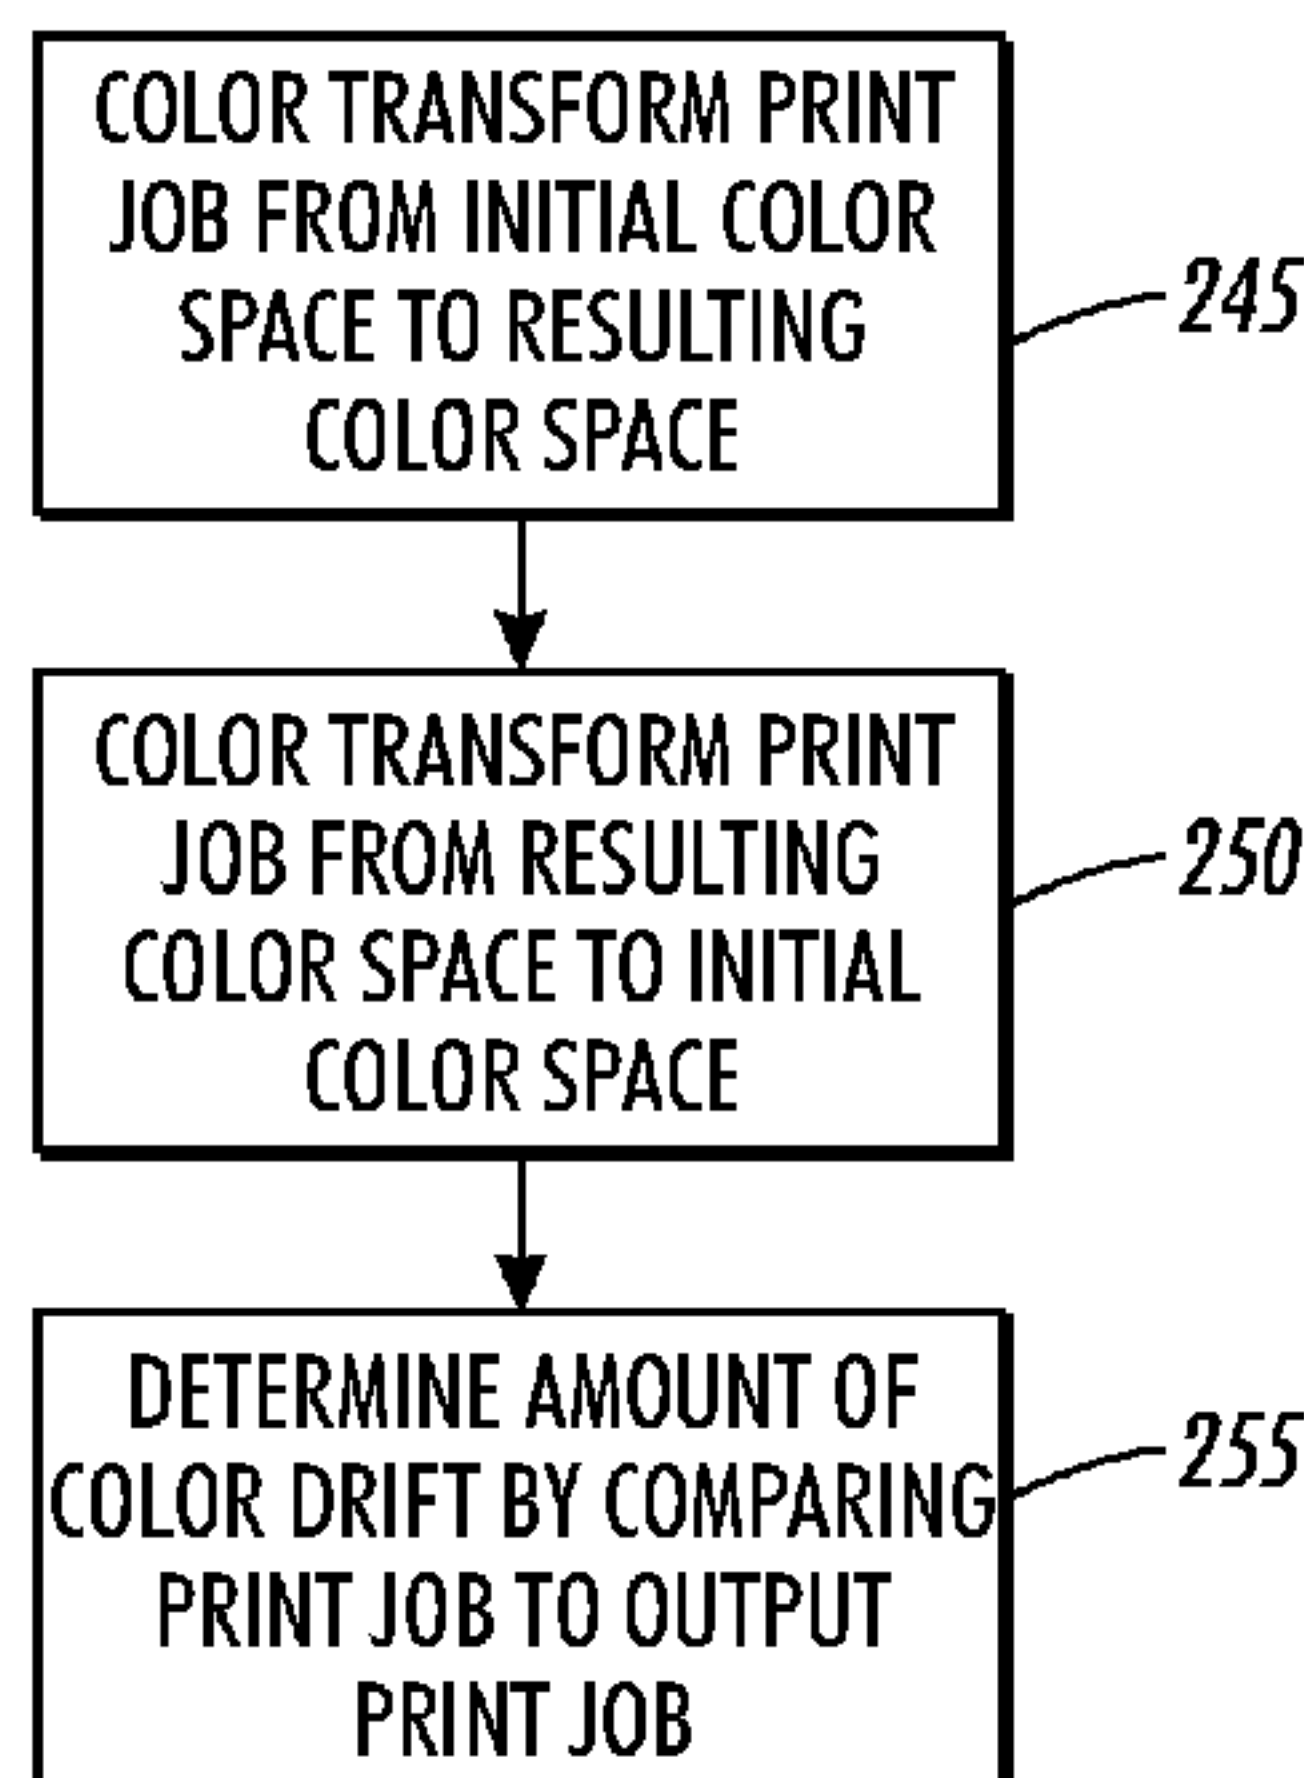 COLOR TRANSFORM PRINT
JOB FROM INITIAL COLOR
SPACE TO RESULTING
COLOR SPACE
245
COLOR TRANSFORM PRINT
JOB FROM RESULTING
COLOR SPACE TO INITIAL
COLOR SPACE
250
DETERMINE AMOUNT OF
COLOR DRIFT BY COMPARING
PRINT JOB TO OUTPUT
PRINT JOB
255